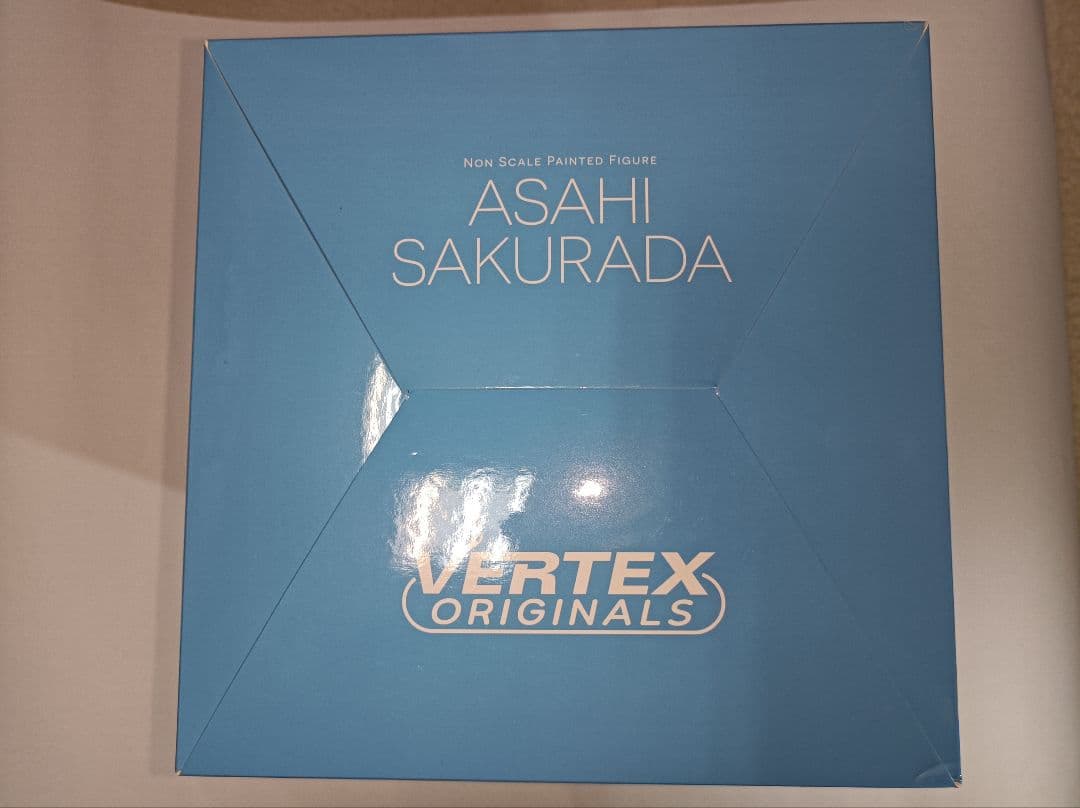 NON SCALE PAINTED FIGURE
ASAHI
SAKURADA
VERTEX
ORIGINALS